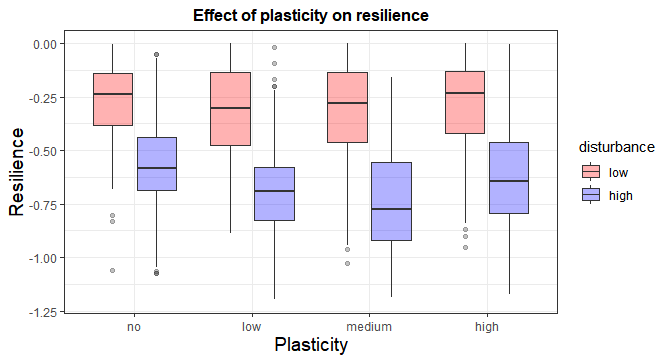 Effect of plasticity on resilience
Resilience
0.00
-0.25
-0.50
-0.75
-1.00
-1.25
no low medium high
Plasticity
disturbance
low
high